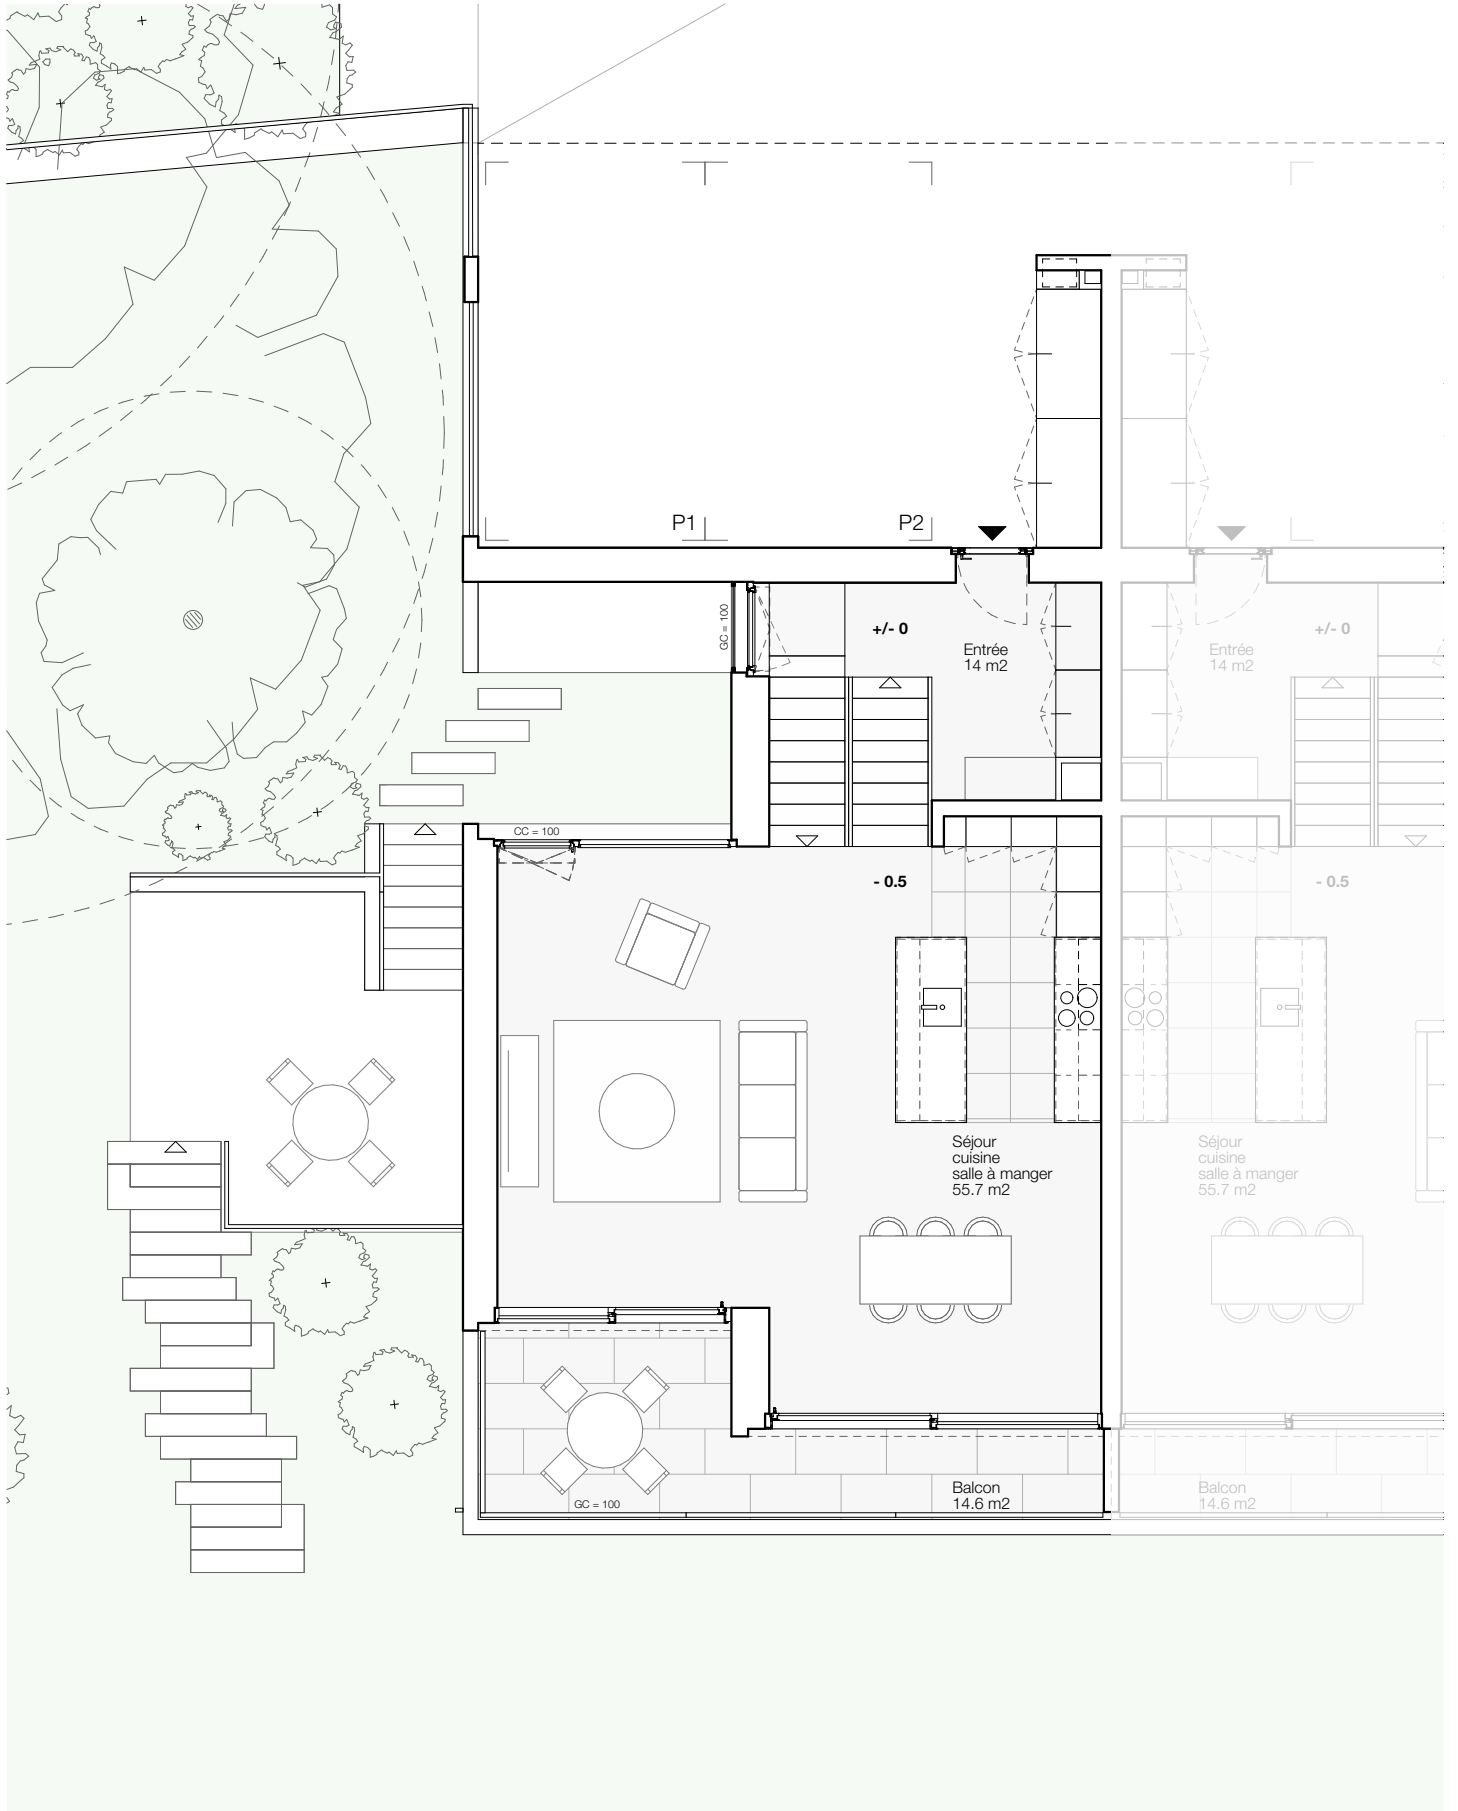 P1
P2
GC = 100
+/- 0
Entrée
14 m2
+/- 0
Entrée
14 m2
CC = 100
- 0.5
- 0.5
Séjour
cuisine
salle à manger
55.7 m2
Séjour
cuisine
salle à manger
55.7 m2
Balcon
14.6 m2
Balcon
14.6 m2
GC = 100